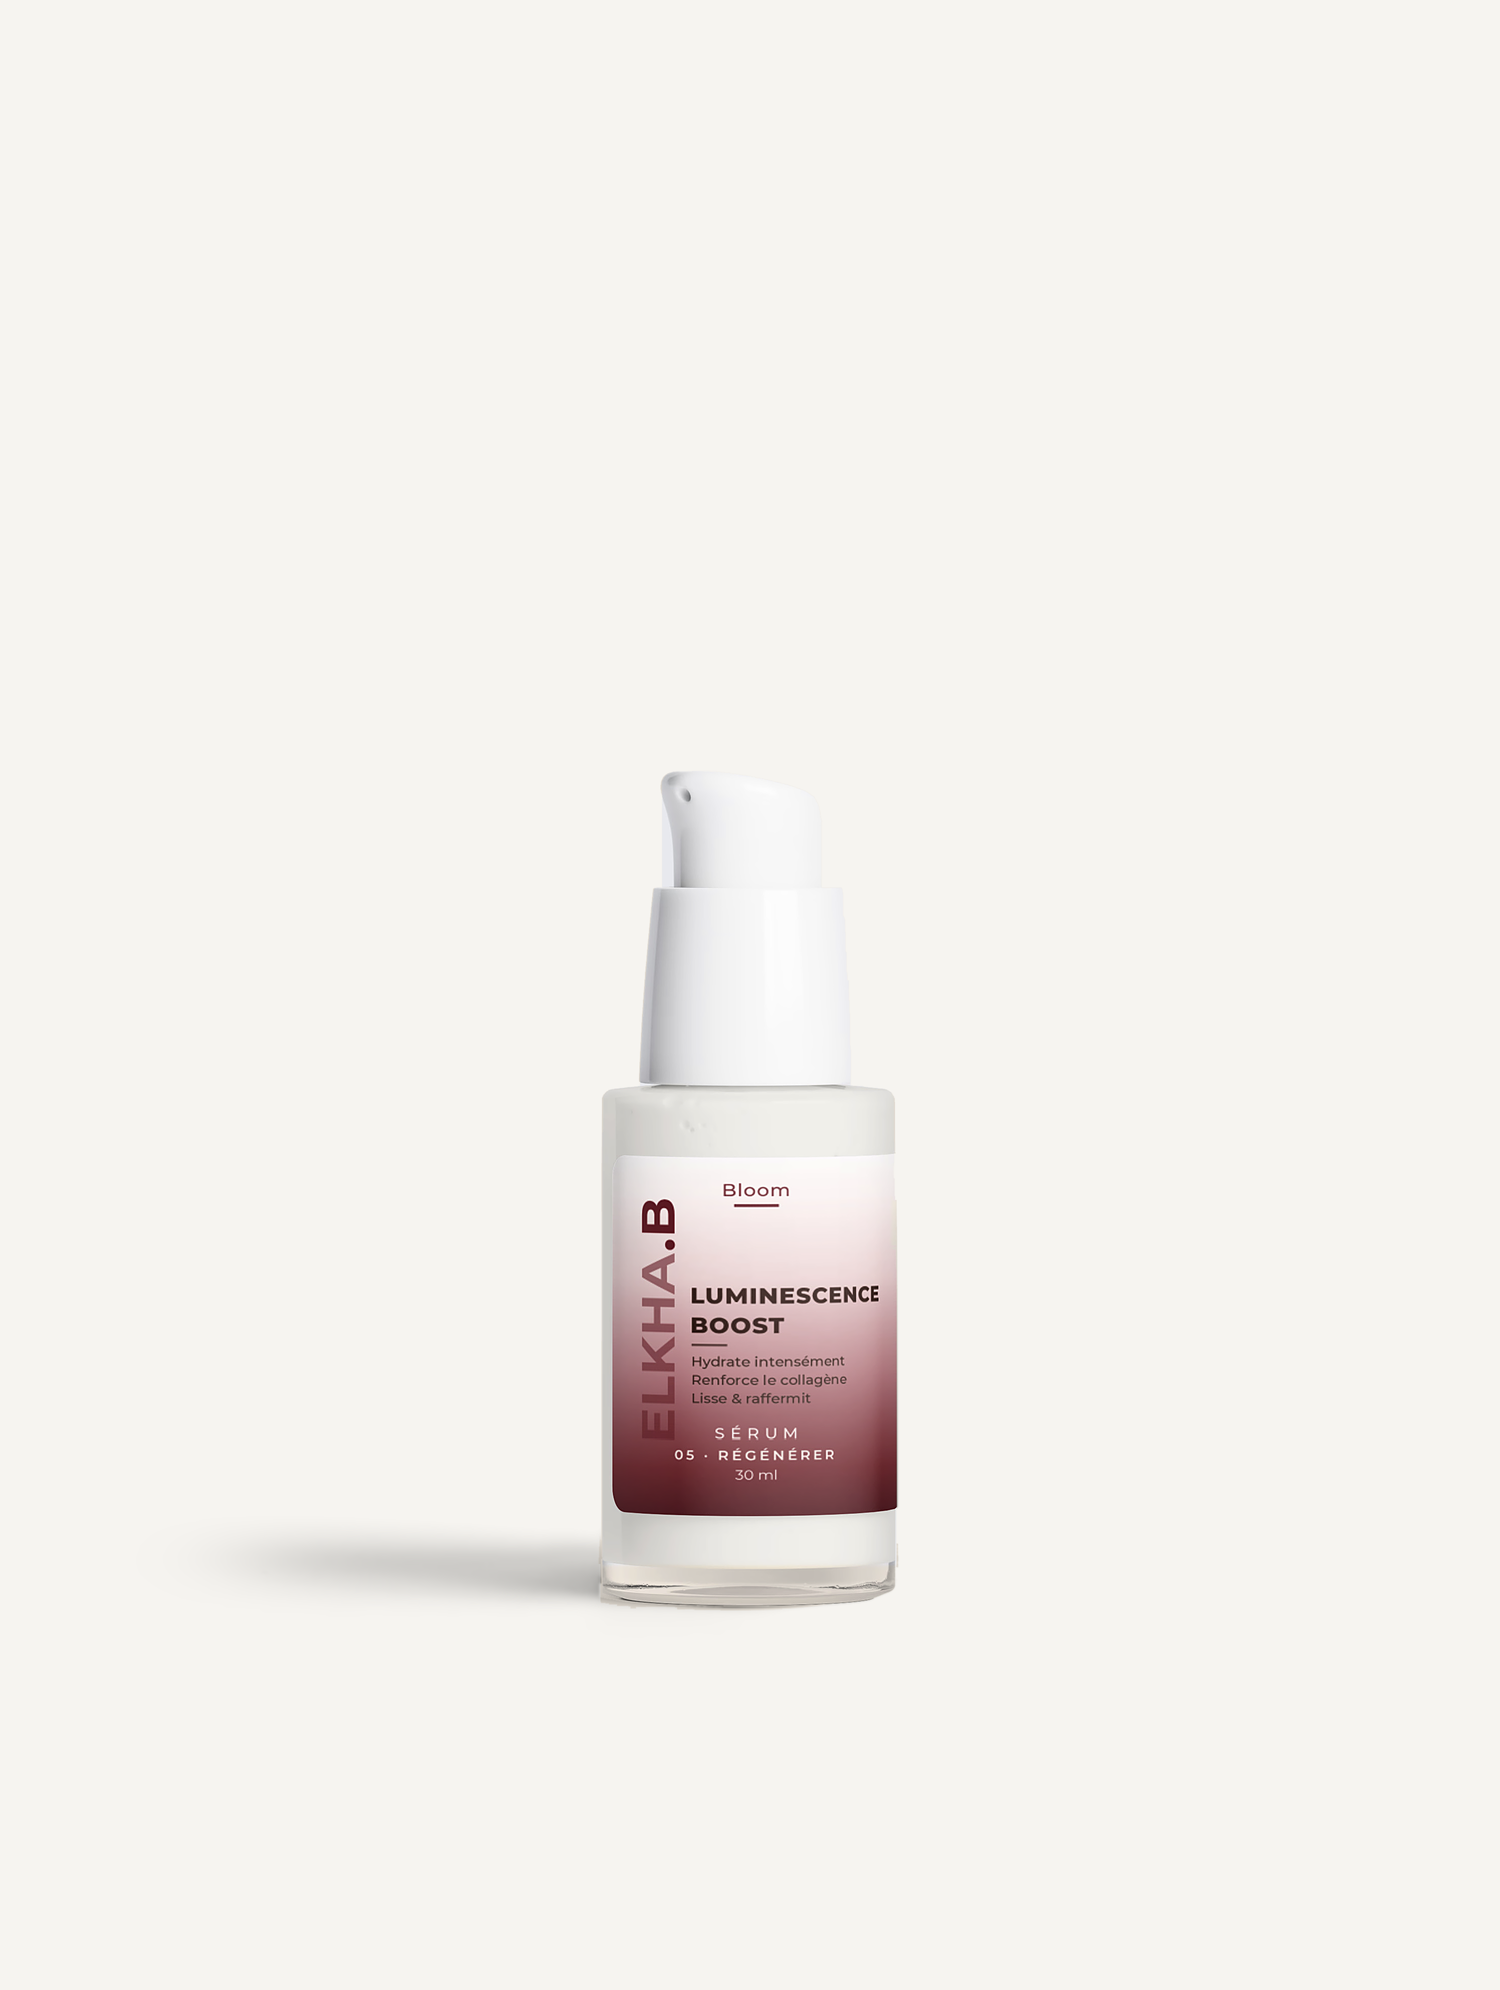 Bloom
ELKHA.B
LUMINESCENCE
BOOST
Hydrate intensément
Renforce le collagène
Lisse & raffermit
SÉRUM
05 · RÉGÉNÉRER
30 ml